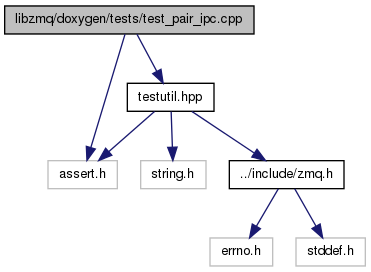 libzmq/doxygen/tests/test_pair_ipc.cpp
testutil.hpp
assert.h
string.h
../include/zmq.h
errno.h
stddef.h